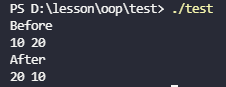 PS D:\lesson\oop\test> ./test
Before
10 20
After
20 10